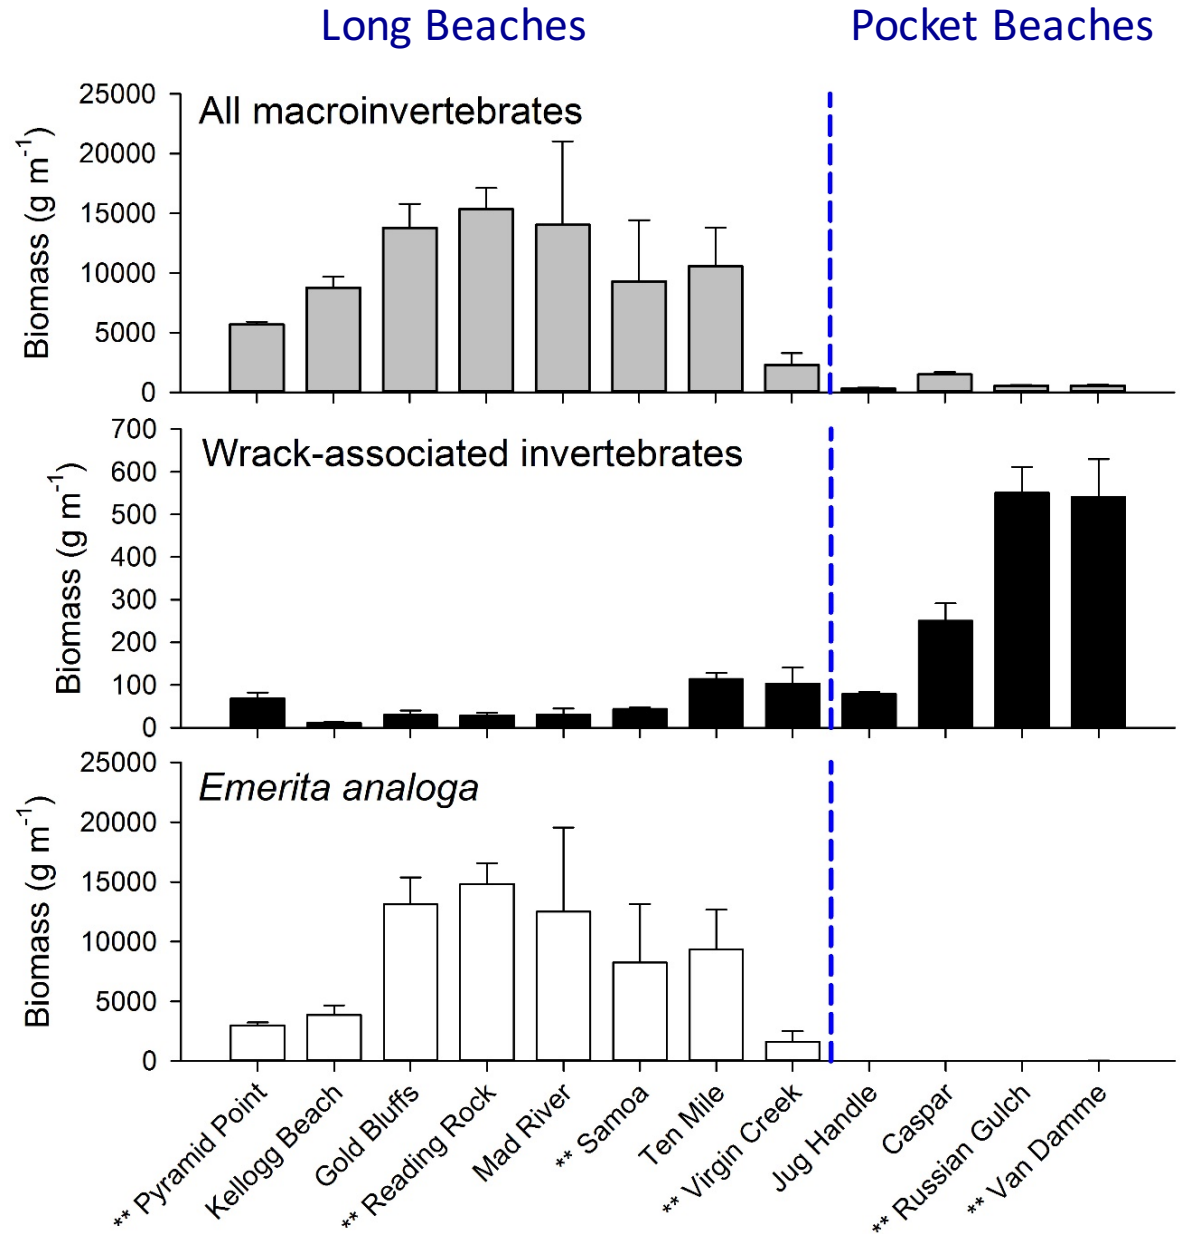 Long Beaches Pocket Beaches
All macroinvertebrates
Biomass (g m-1)
25000
20000
15000
10000
5000
0
Wrack-associated invertebrates
Biomass (g m-1)
700
600
500
400
300
200
100
0
Emerita analoga
Biomass (g m-1)
25000
20000
15000
10000
5000
0
** Pyramid Point
Kellogg Beach
Gold Bluffs
** Reading Rock
Mad River
** Samoa
Ten Mile
** Virgin Creek
Jug Handle
Caspar
** Russian Gulch
** Van Damme